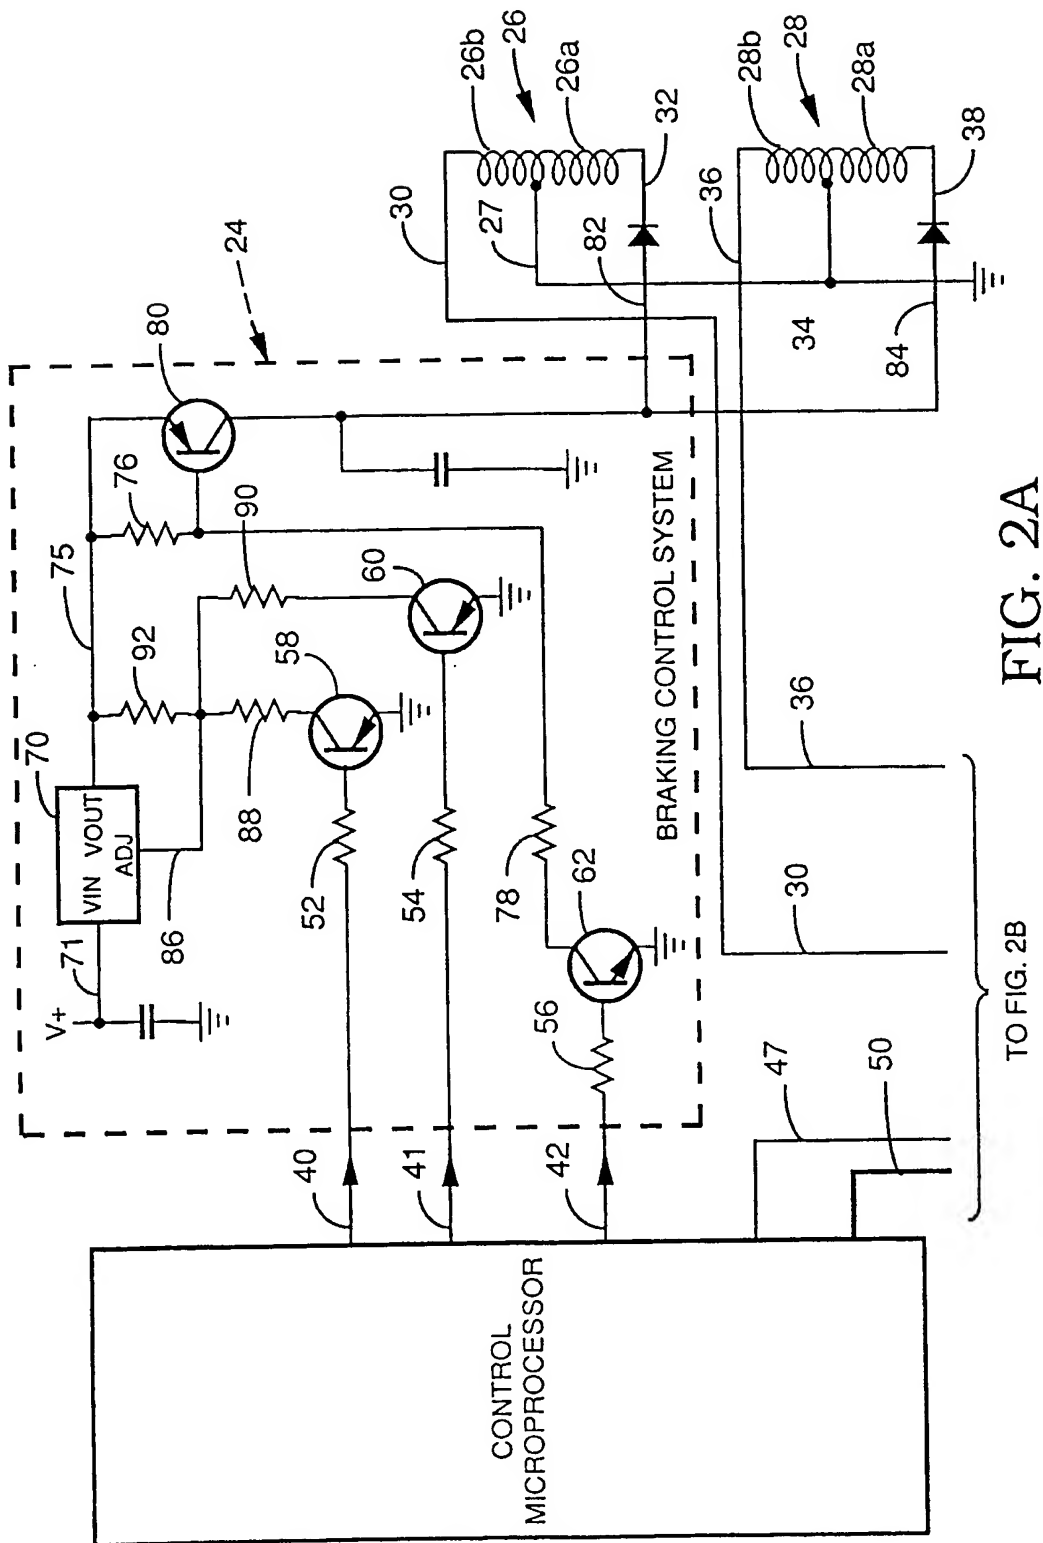 24
80
75
76
90
92
70
VIN VOUT
ADJ
V+
71
86
88
58
60
52
54
78
62
56
BRAKING CONTROL SYSTEM
30
27
82
26b
26
26a
32
36
34
84
28b
28
28a
38
40
41
42
CONTROL
MICROPROCESSOR
47
50
30
36
TO FIG. 2B
FIG. 2A